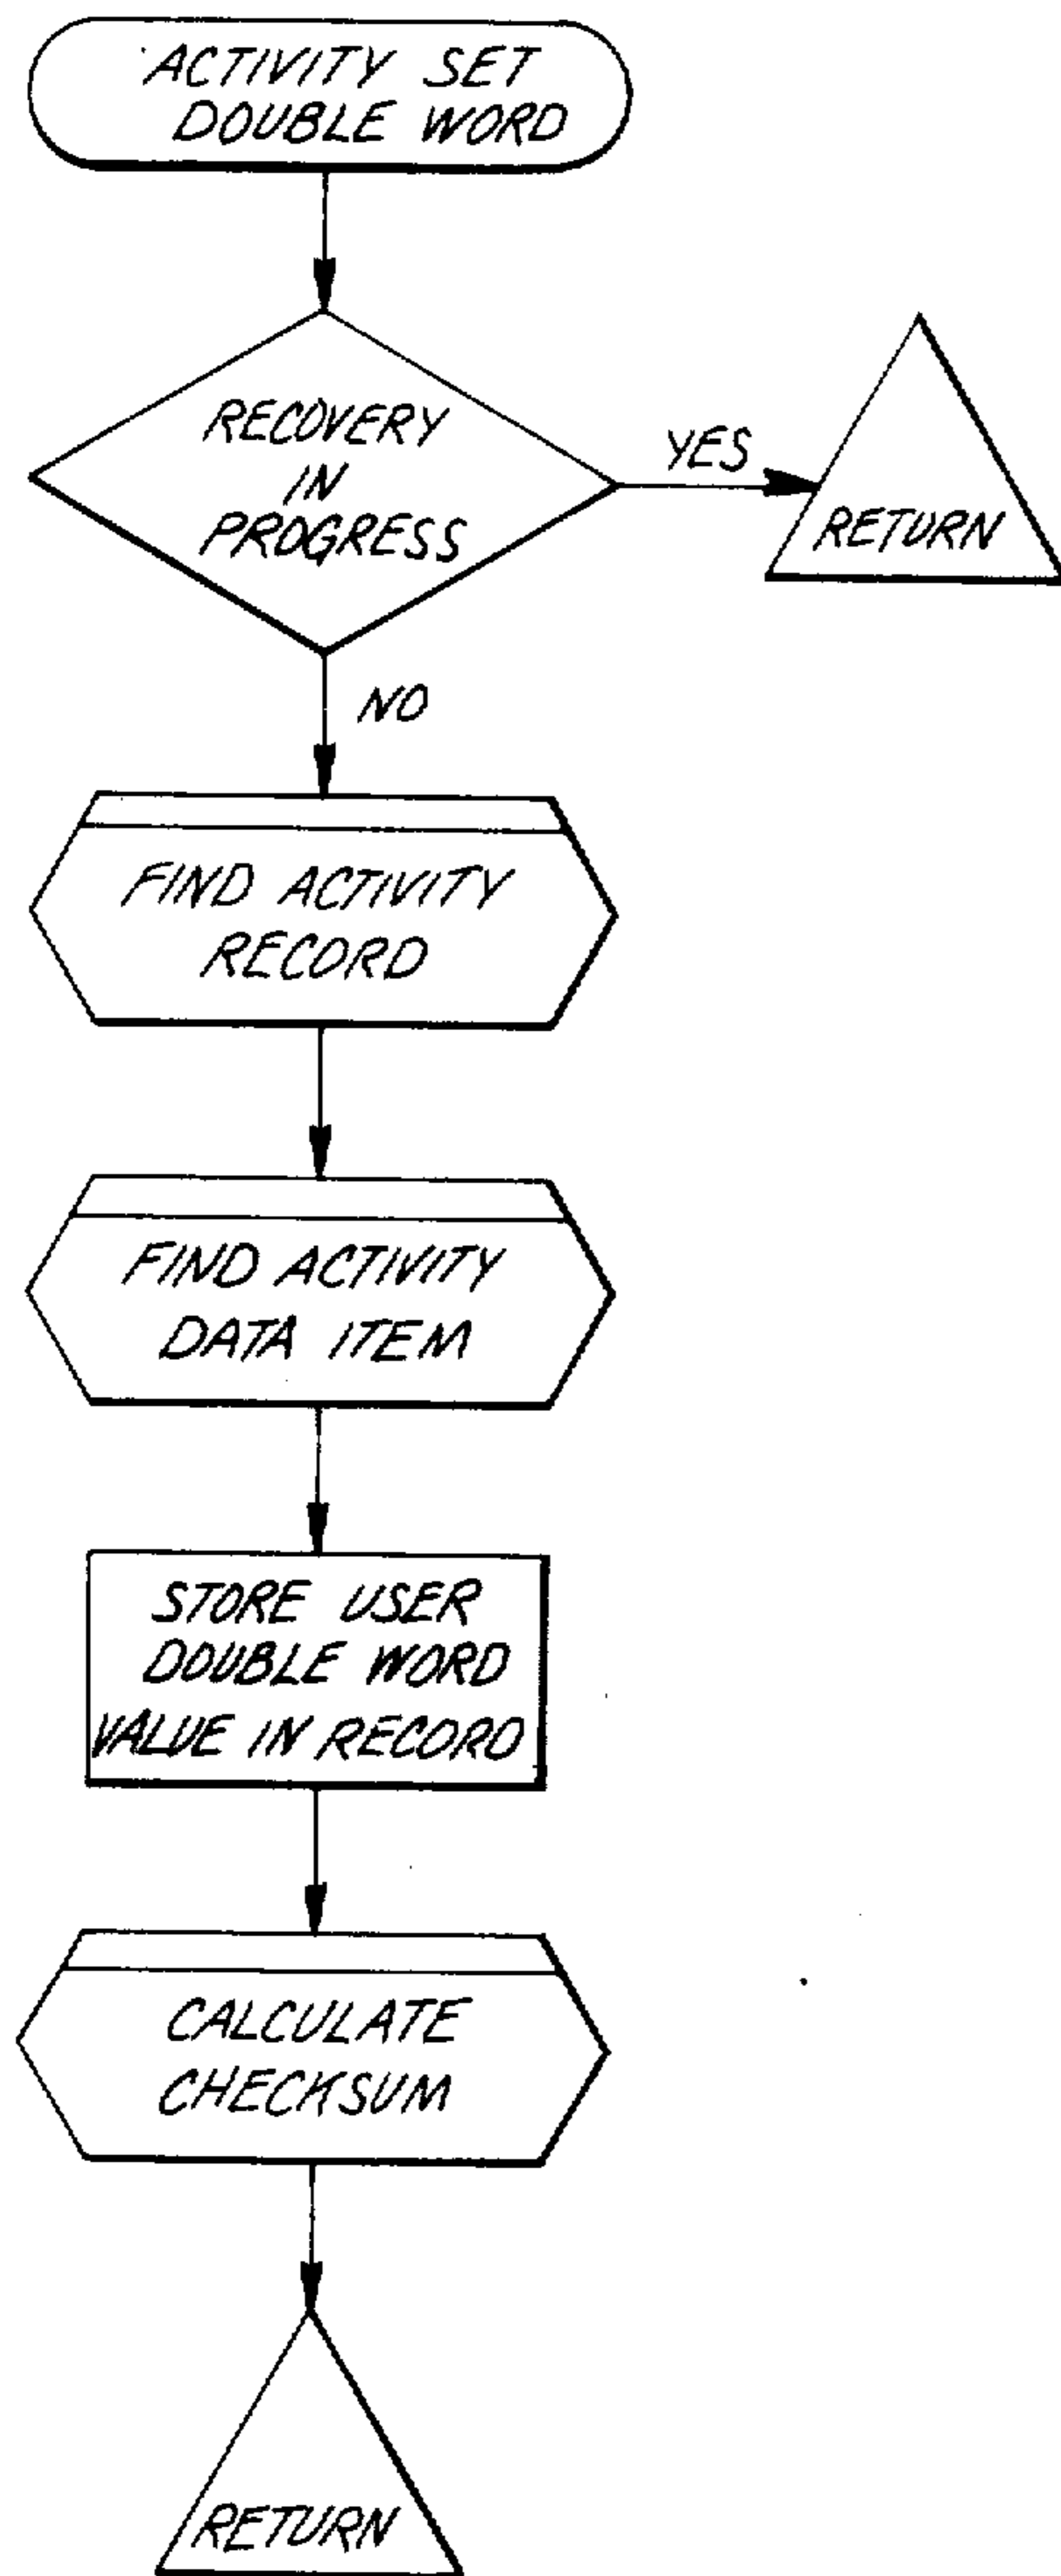 ACTIVITY SET
DOUBLE WORD
RECOVERY
IN
PROGRESS
YES
RETURN
NO
FIND ACTIVITY
RECORD
FIND ACTIVITY
DATA ITEM
STORE USER
DOUBLE WORD
VALUE IN RECORD
CALCULATE
CHECKSUM
RETURN